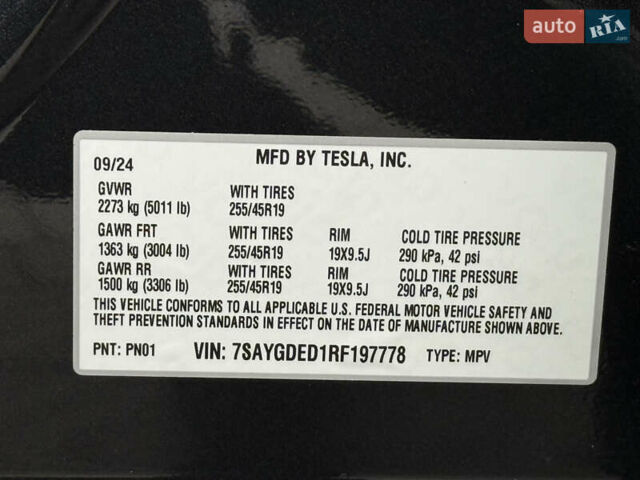 auto RIA
.com
09/24 MFD BY TESLA, INC.
GVWR WITH TIRES
2273 kg (5011 lb) 255/45R19
GAWR FRT WITH TIRES RIM COLD TIRE PRESSURE
1363 kg (3004 lb) 255/45R19 19X9.5J 290 kPa, 42 psi
GAWR RR WITH TIRES RIM COLD TIRE PRESSURE
1500 kg (3306 lb) 255/45R19 19X9.5J 290 kPa, 42 psi
THIS VEHICLE CONFORMS TO ALL APPLICABLE U.S. FEDERAL MOTOR VEHICLE SAFETY AND
THEFT PREVENTION STANDARDS IN EFFECT ON THE DATE OF MANUFACTURE SHOWN ABOVE.
PNT: PN01 VIN: 7SAYGDED1RF197778 TYPE: MPV